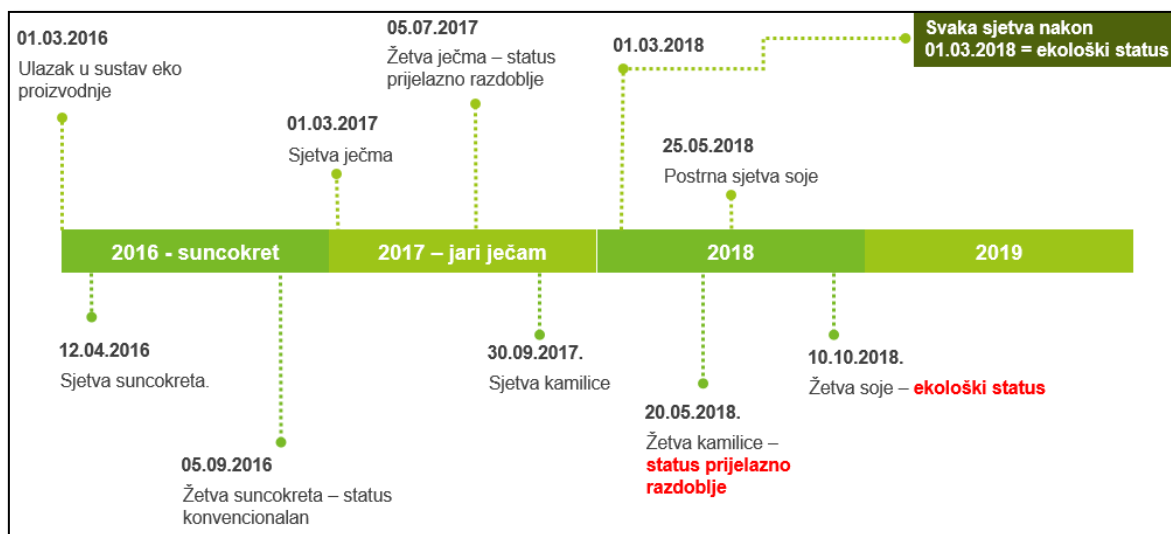 01.03.2016
Ulazak u sustav eko
proizvodnje
01.03.2017
Sjetva ječma
05.07.2017
Žetva ječma – status
prijelazno razdoblje
01.03.2018
Svaka sjetva nakon
01.03.2018 = ekološki status
25.05.2018
Postrna sjetva soje
2016 - suncokret
2017 – jari ječam
2018
2019
12.04.2016
Sjetva suncokreta.
05.09.2016
Žetva suncokreta – status
konvencionalan
30.09.2017.
Sjetva kamilice
20.05.2018.
Žetva kamilice –
status prijelazno
razdoblje
10.10.2018.
Žetva soje – ekološki status